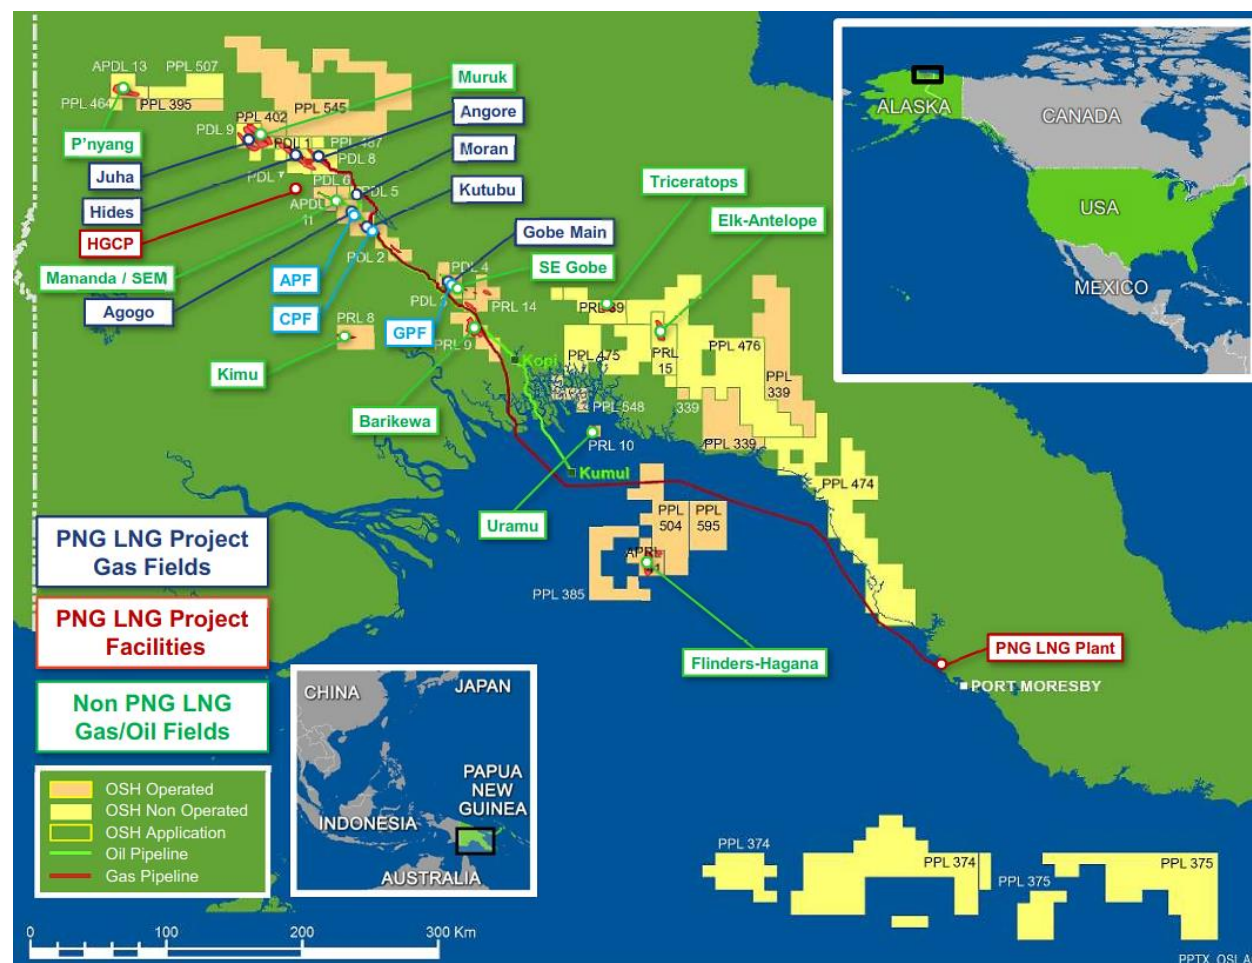 APDL 13
PPL 507
PPL 464
PPL 395
P'nyang
Muruk
Angore
Moran
Kutubu
PPL 545
PPL 402
PDL 9
PDL 1
PDL 8
PDL 6
PDL 5
PDL 2
Juha
Hides
HGCP
Mananda / SEM
Agogo
APF
CPF
GPF
Gobe Main
SE Gobe
PDL 4
PRL 14
PRL 8
PRL 9
Kimu
Barikewa
Kopi
Kumul
Triceratops
Elk-Antelope
PPL 475
PRL
15
PPL 476
PPL
339
339
PPL 339
PPL 548
PRL 10
Uramu
PPL 474
PPL
504
PPL
595
PPL 385
Flinders-Hagana
PNG LNG Plant
PORT MORESBY
ALASKA
CANADA
USA
MEXICO
PNG LNG Project
Gas Fields
PNG LNG Project
Facilities
Non PNG LNG
Gas/Oil Fields
OSH Operated
OSH Non Operated
OSH Application
Oil Pipeline
Gas Pipeline
CHINA
JAPAN
PAPUA
NEW
GUINEA
INDONESIA
AUSTRALIA
PPL 374
PPL 374
PPL 375
PPL 375
0
100
200
300 Km